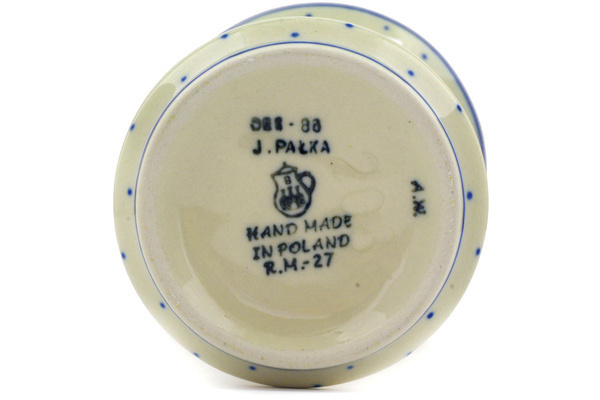 J. PAŁKA
B
HAND MADE
IN POLAND
R.M.-27
A.W.